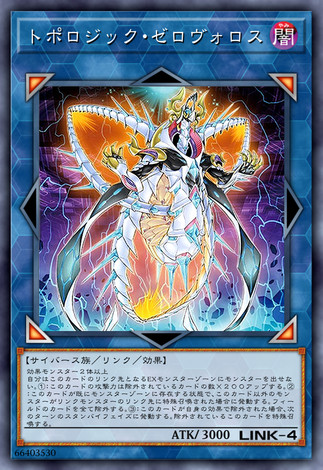 トポロジック・ゼロヴォロス
闇
やみ
【サイバース族／リンク／効果】
効果モンスター２体以上
自分はこのカードのリンク先となるEXモンスターゾーンにモンスターを出せない。①：このカードの攻撃力は除外されているカードの数×２００アップする。②
：このカードが既にモンスターゾーンに存在する状態で、このカード以外のモンスターがリンクモンスターのリンク先に特殊召喚された場合に発動する。フィールドのカードを全て除外する。③：このカードが自身の効果で除外された場合、次のターンのスタンバイフェイズに発動する。除外されているこのカードを特殊召喚する。
ATK/3000 LINK-4
66403530